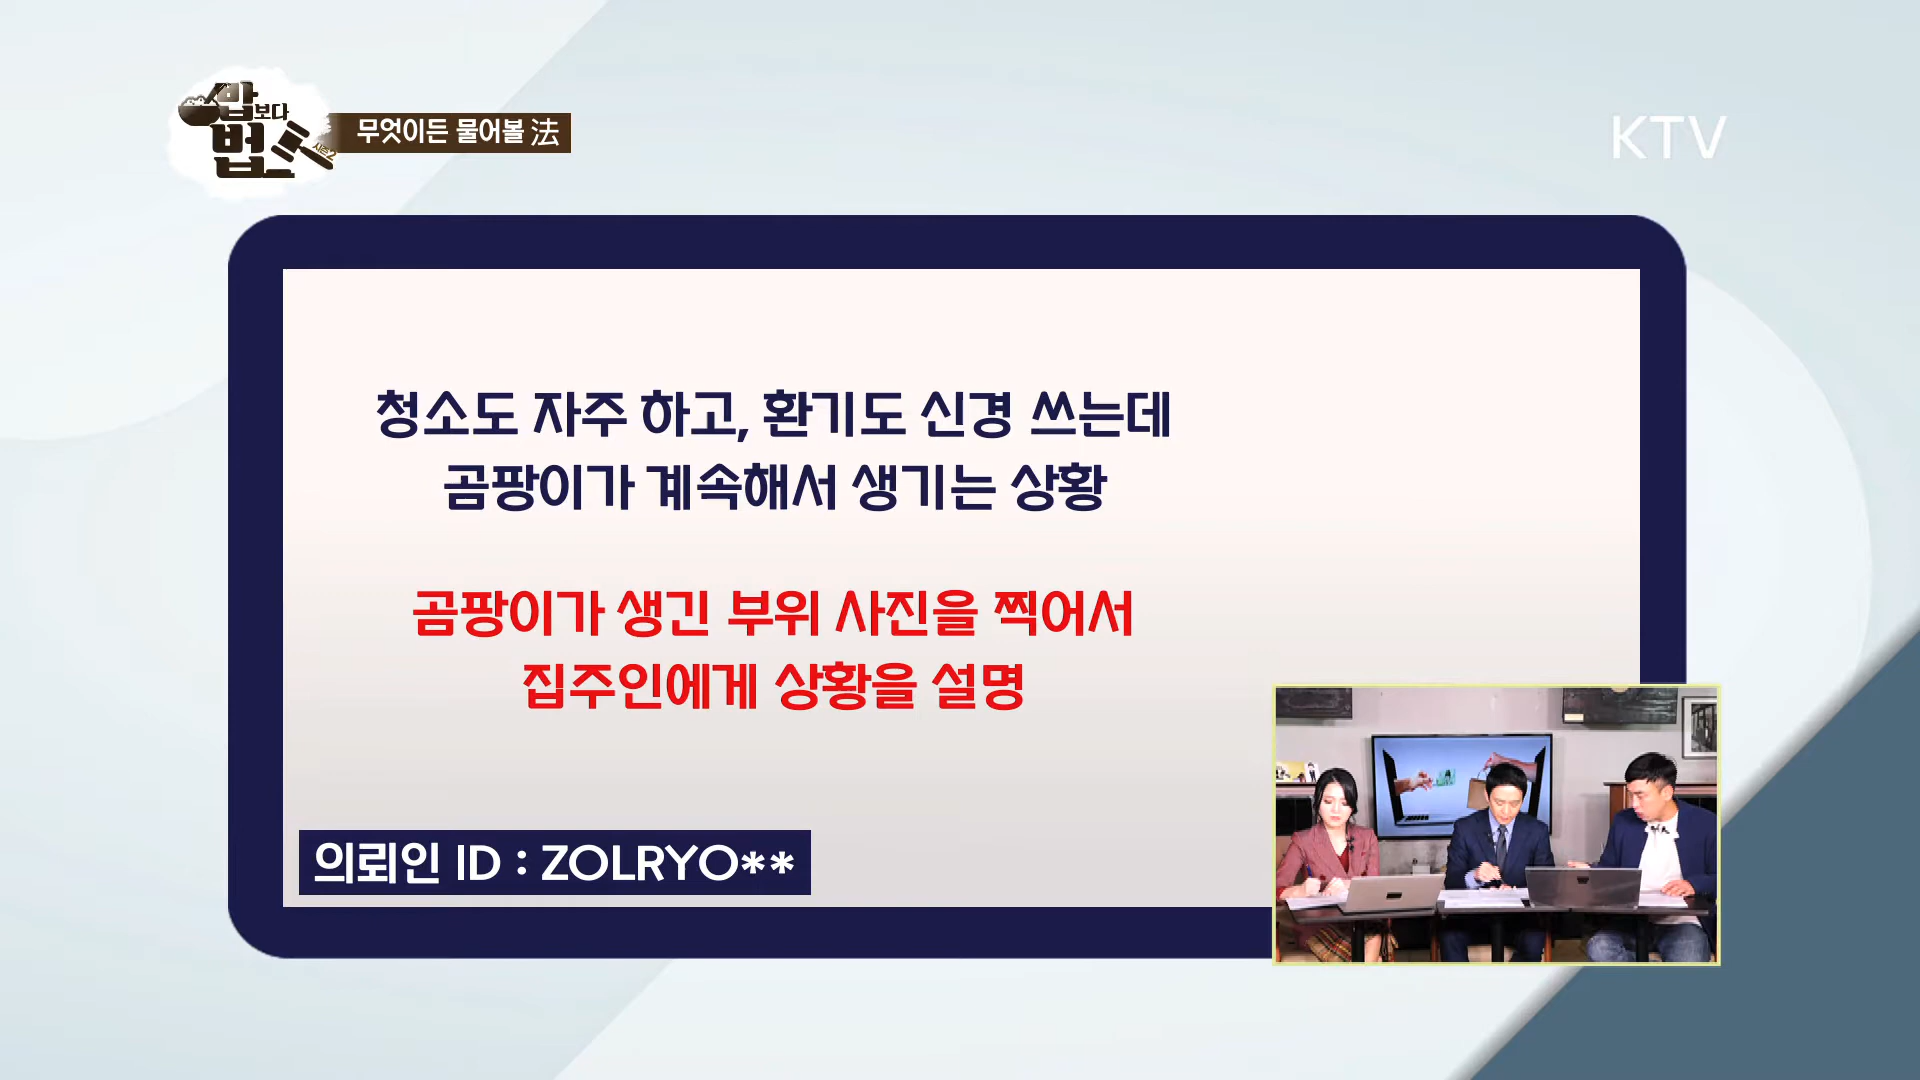 밥보다
법
시즌2
무엇이든 물어볼 法
KTV
청소도 자주 하고, 환기도 신경 쓰는데
곰팡이가 계속해서 생기는 상황
곰팡이가 생긴 부위 사진을 찍어서
집주인에게 상황을 설명
의뢰인 ID : ZOLRYO**